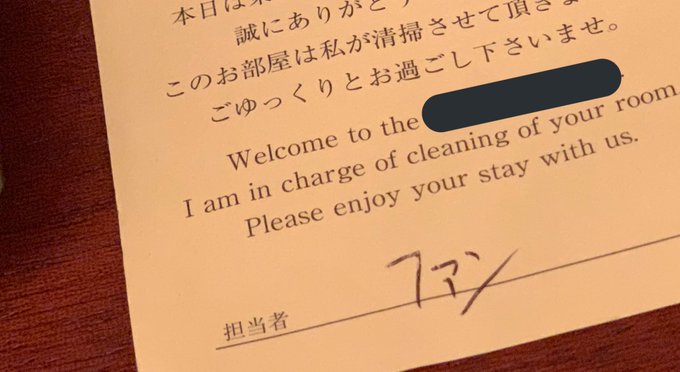 本日は
誠にありがとう
このお部屋は私が清掃させて頂きま
ごゆっくりとお過ごし下さいませ。
Welcome to the
I am in charge of cleaning of your room
Please enjoy your stay with us.
ファン
担当者